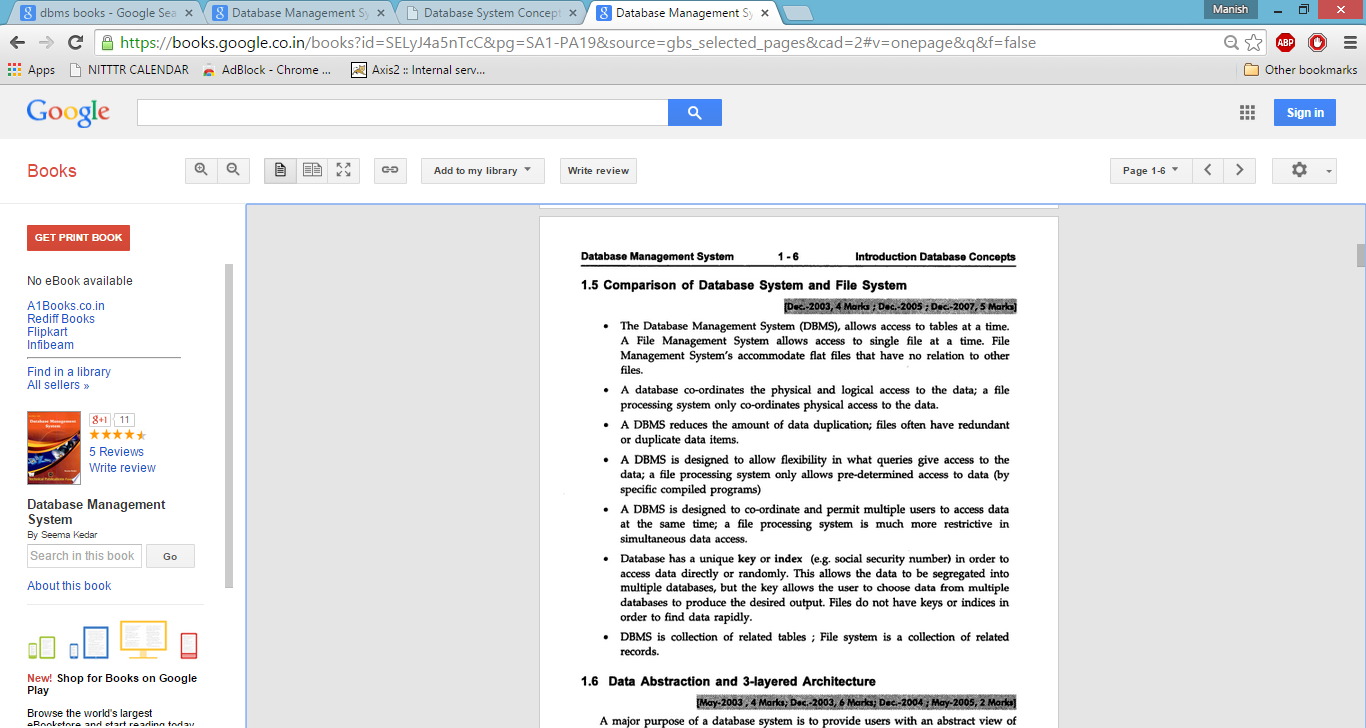 dbms books - Google Sea
Database Management Sy
Database System Concept
Database Management Sy
Manish
https://books.google.co.in/books?id=SELyJ4a5nTcC&pg=SA1-PA19&source=gbs_selected_pages&cad=2#v=onepage&q&f=false
ABP
Apps
NITTTR CALENDAR
AdBlock - Chrome ...
Axis2 :: Internal serv...
Other bookmarks
Google
Sign in
Books
Add to my library
Write review
Page 1-6
GET PRINT BOOK
No eBook available
A1Books.co.in
Rediff Books
Flipkart
Infibeam
Find in a library
All sellers »
g+1 11
5 Reviews
Write review
Database Management
System
By Seema Kedar
Search in this book
Go
About this book
New! Shop for Books on Google
Play
Browse the world's largest
eBookstore and start reading today
Database Management System 1 - 6 Introduction Database Concepts
1.5 Comparison of Database System and File System
[Dec.-2003, 4 Marks ; Dec.-2005 ; Dec.-2007, 5 Marks]
• The Database Management System (DBMS), allows access to tables at a time.
A File Management System allows access to single file at a time. File
Management System's accommodate flat files that have no relation to other
files.
• A database co-ordinates the physical and logical access to the data; a file
processing system only co-ordinates physical access to the data.
• A DBMS reduces the amount of data duplication; files often have redundant
or duplicate data items.
• A DBMS is designed to allow flexibility in what queries give access to the
data; a file processing system only allows pre-determined access to data (by
specific compiled programs)
• A DBMS is designed to co-ordinate and permit multiple users to access data
at the same time; a file processing system is much more restrictive in
simultaneous data access.
• Database has a unique key or index (e.g. social security number) in order to
access data directly or randomly. This allows the data to be segregated into
multiple databases, but the key allows the user to choose data from multiple
databases to produce the desired output. Files do not have keys or indices in
order to find data rapidly.
• DBMS is collection of related tables ; File system is a collection of related
records.
1.6 Data Abstraction and 3-layered Architecture
[May-2003 , 4 Marks; Dec.-2003, 6 Marks; Dec.-2004 ; May-2005, 2 Marks]
A major purpose of a database system is to provide users with an abstract view of